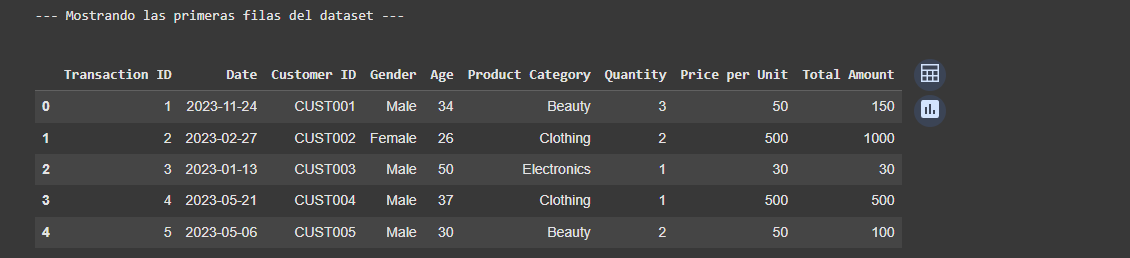 --- Mostrando las primeras filas del dataset ---
Transaction ID Date Customer ID Gender Age Product Category Quantity Price per Unit Total Amount
0 1 2023-11-24 CUST001 Male 34 Beauty 3 50 150
1 2 2023-02-27 CUST002 Female 26 Clothing 2 500 1000
2 3 2023-01-13 CUST003 Male 50 Electronics 1 30 30
3 4 2023-05-21 CUST004 Male 37 Clothing 1 500 500
4 5 2023-05-06 CUST005 Male 30 Beauty 2 50 100